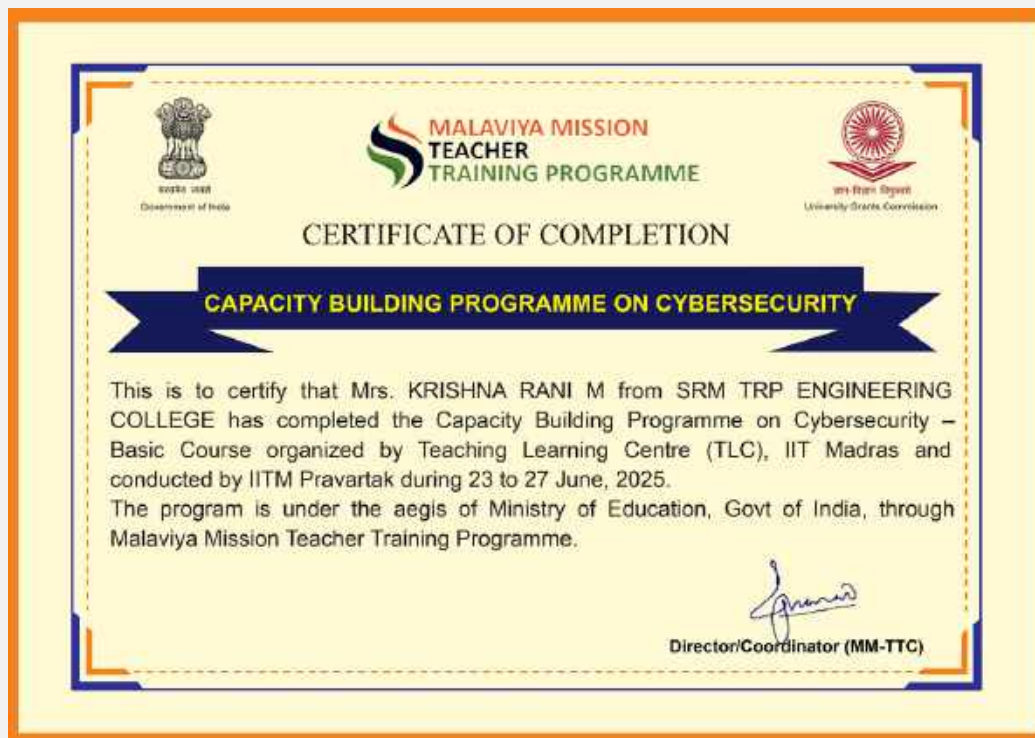 MALAVIYA MISSION
TEACHER
TRAINING PROGRAMME
सत्यमेव जयते
Government of India
ज्ञान-विज्ञान विमुक्तये
University Grants Commission
CERTIFICATE OF COMPLETION
CAPACITY BUILDING PROGRAMME ON CYBERSECURITY
This is to certify that Mrs. KRISHNA RANI M from SRM TRP ENGINEERING
COLLEGE has completed the Capacity Building Programme on Cybersecurity –
Basic Course organized by Teaching Learning Centre (TLC), IIT Madras and
conducted by IITM Pravartak during 23 to 27 June, 2025.
The program is under the aegis of Ministry of Education, Govt of India, through
Malaviya Mission Teacher Training Programme.
Director/Coordinator (MM-TTC)